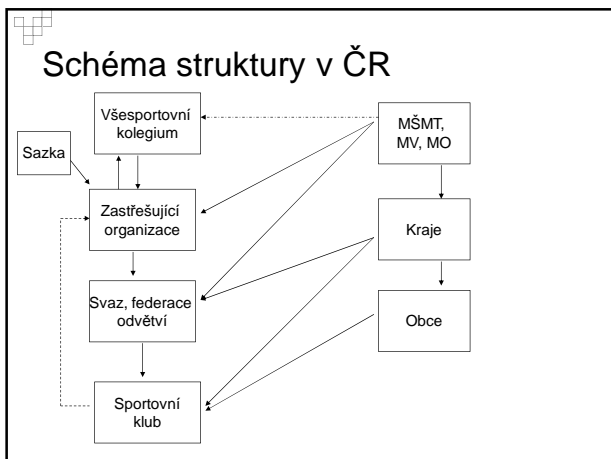 Schéma struktury v ČR
Všesportovní
kolegium
MŠMT,
MV, MO
Sazka
Zastřešující
organizace
Kraje
Svaz, federace
odvětví
Obce
Sportovní
klub